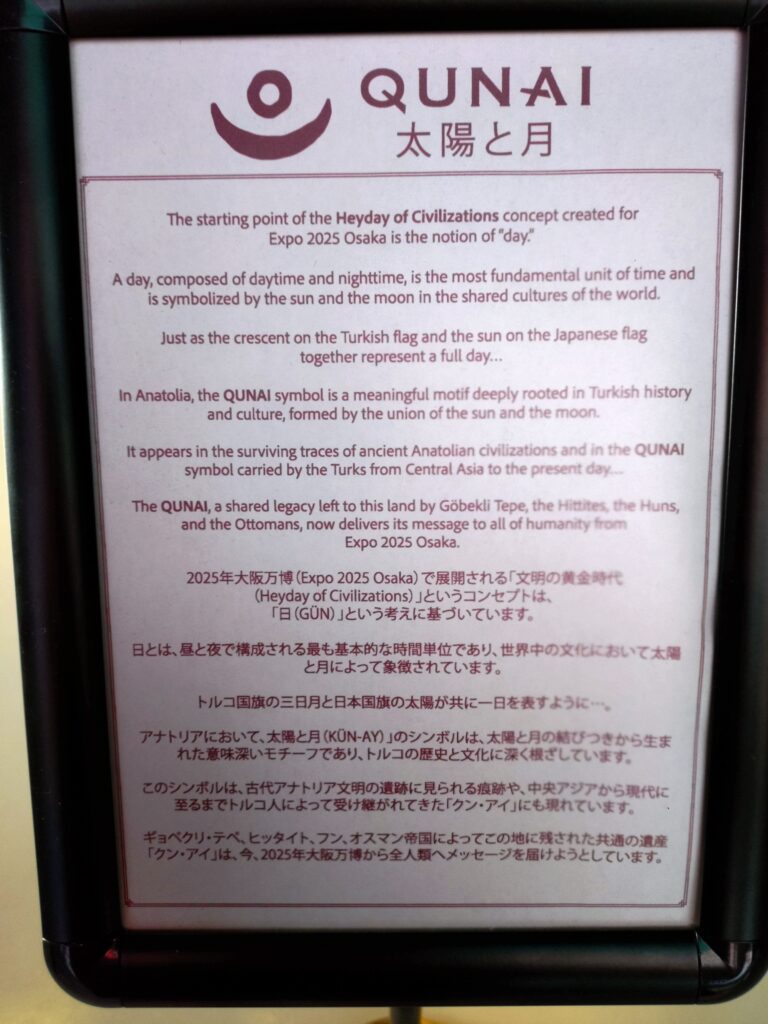 QUNAI
太陽と月
The starting point of the Heyday of Civilizations concept created for
Expo 2025 Osaka is the notion of "day."
A day, composed of daytime and nighttime, is the most fundamental unit of time and
is symbolized by the sun and the moon in the shared cultures of the world.
Just as the crescent on the Turkish flag and the sun on the Japanese flag
together represent a full day...
In Anatolia, the QUNAI symbol is a meaningful motif deeply rooted in Turkish history
and culture, formed by the union of the sun and the moon.
It appears in the surviving traces of ancient Anatolian civilizations and in the QUNAI
symbol carried by the Turks from Central Asia to the present day...
The QUNAI, a shared legacy left to this land by Göbekli Tepe, the Hittites, the Huns,
and the Ottomans, now delivers its message to all of humanity from
Expo 2025 Osaka.
2025年大阪万博(Expo 2025 Osaka)で展開される「文明の黄金時代
(Heyday of Civilizations)」というコンセプトは、
「日(GÜN)」という考えに基づいています。
日とは、昼と夜で構成される最も基本的な時間単位であり、世界中の文化において太陽
と月によって象徴されています。
トルコ国旗の三日月と日本国旗の太陽が共に一日を表すように…。
アナトリアにおいて、太陽と月(KÜN-AY)」のシンボルは、太陽と月の結びつきから生ま
れた意味深いモチーフであり、トルコの歴史と文化に深く根ざしています。
このシンボルは、古代アナトリア文明の遺跡に見られる痕跡や、中央アジアから現代に
至るまでトルコ人によって受け継がれてきた「クン・アイ」にも現れています。
ギョベクリ・テペ、ヒッタイト、フン、オスマン帝国によってこの地に残された共通の遺産
「クン・アイ」は、今、2025年大阪万博から全人類へメッセージを届けようとしています。